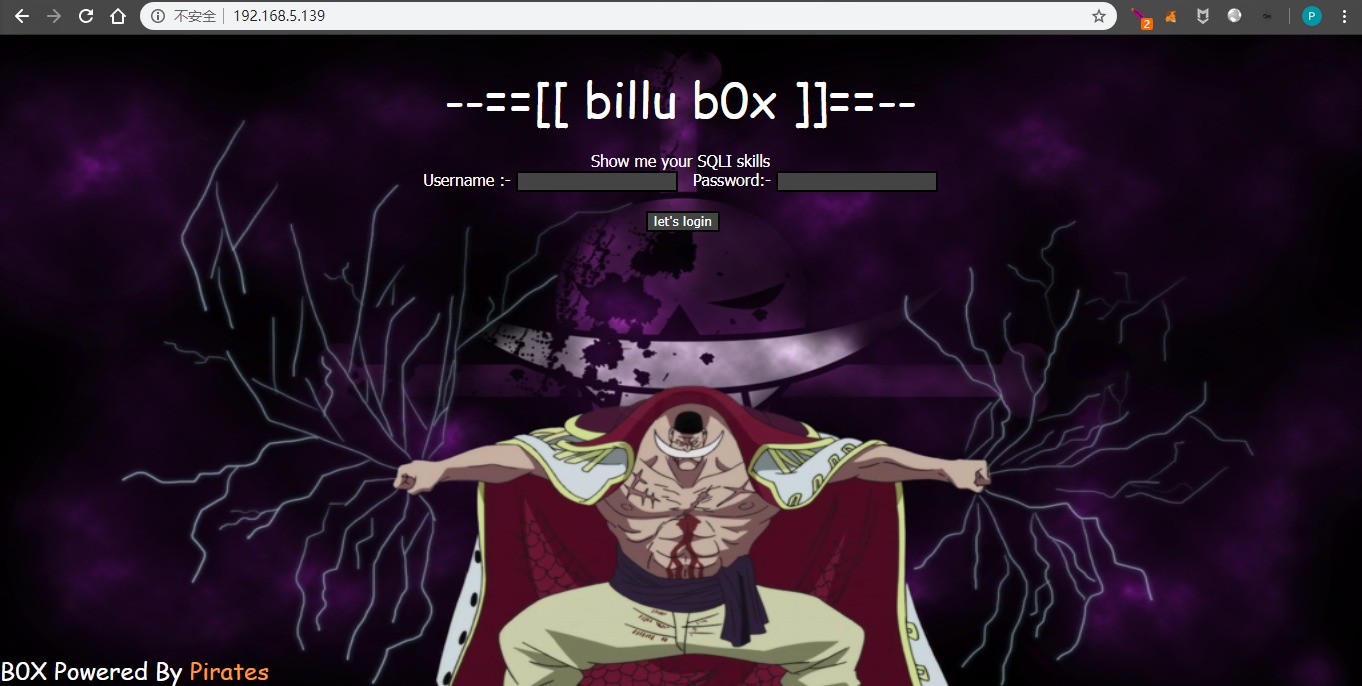 不安全 192.168.5.139
2
P
--==[[ billu b0x ]]==--
Show me your SQLI skills
Username :- Password:-
let's login
B0X Powered By Pirates